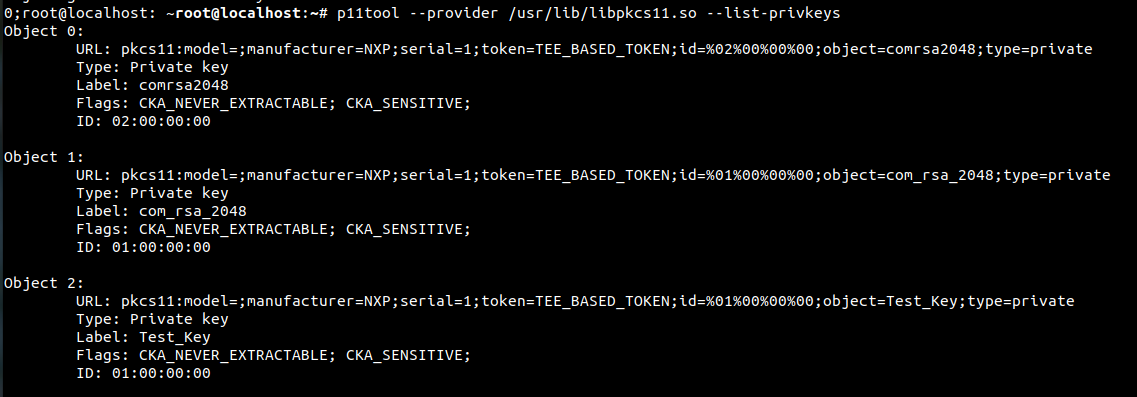 0;root@localhost: ~root@localhost:~# p11tool --provider /usr/lib/libpkcs11.so --list-privkeys
Object 0:
        URL: pkcs11:model=;manufacturer=NXP;serial=1;token=TEE_BASED_TOKEN;id=%02%00%00%00;object=comrsa2048;type=private
        Type: Private key
        Label: comrsa2048
        Flags: CKA_NEVER_EXTRACTABLE; CKA_SENSITIVE;
        ID: 02:00:00:00

Object 1:
        URL: pkcs11:model=;manufacturer=NXP;serial=1;token=TEE_BASED_TOKEN;id=%01%00%00%00;object=com_rsa_2048;type=private
        Type: Private key
        Label: com_rsa_2048
        Flags: CKA_NEVER_EXTRACTABLE; CKA_SENSITIVE;
        ID: 01:00:00:00

Object 2:
        URL: pkcs11:model=;manufacturer=NXP;serial=1;token=TEE_BASED_TOKEN;id=%01%00%00%00;object=Test_Key;type=private
        Type: Private key
        Label: Test_Key
        Flags: CKA_NEVER_EXTRACTABLE; CKA_SENSITIVE;
        ID: 01:00:00:00